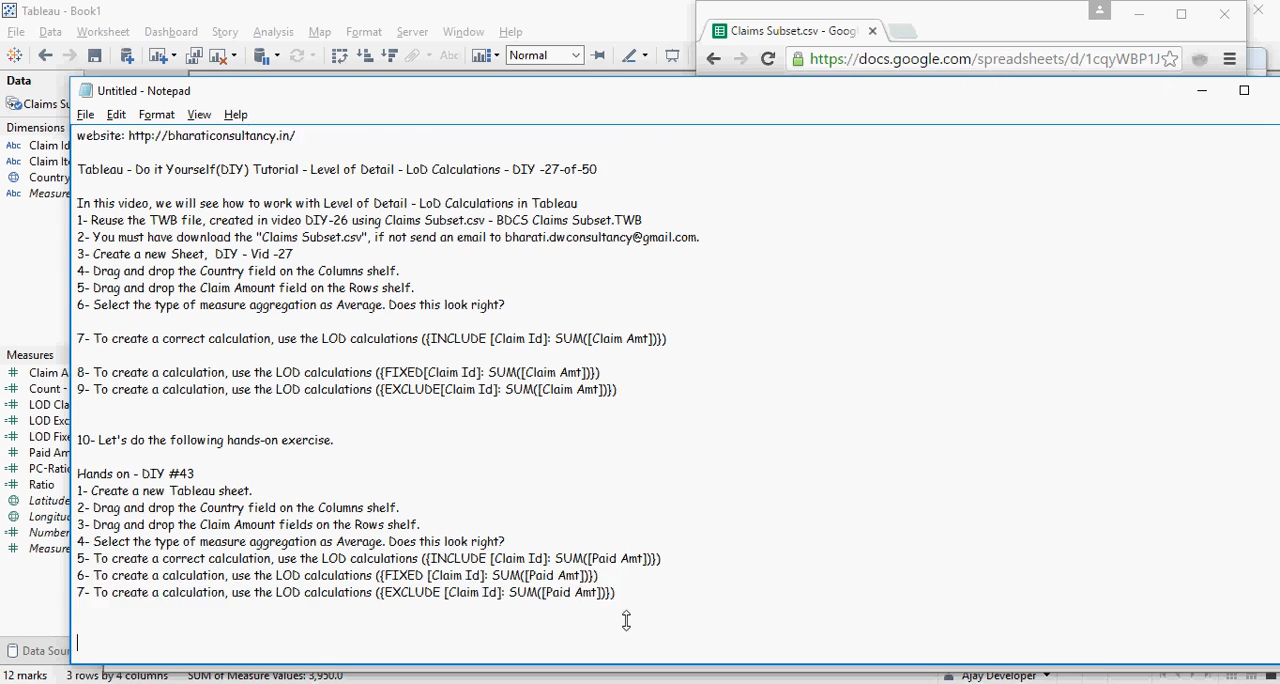 Tableau - Book1
File Data Worksheet Dashboard Story Analysis Map Format Server Window Help
Claims Subset.csv - Goog
Normal
https://docs.google.com/spreadsheets/d/1cqyWBP1J
Data
Claims Su
Dimensions
Abc Claim Id
Abc Claim Ite
Country
Abc Measure
Measures
Claim A
Count -
LOD Cla
LOD Exc
LOD Fixe
Paid Am
PC-Ratio
Ratio
Latitude
Longitud
Number
Measure
Data Sour
Untitled - Notepad
File Edit Format View Help
website: http://bharaticonsultancy.in/
Tableau - Do it Yourself(DIY) Tutorial - Level of Detail - LoD Calculations - DIY -27-of-50
In this video, we will see how to work with Level of Detail - LoD Calculations in Tableau
1- Reuse the TWB file, created in video DIY-26 using Claims Subset.csv - BDCS Claims Subset.TWB
2- You must have download the "Claims Subset.csv", if not send an email to bharati.dwconsultancy@gmail.com.
3- Create a new Sheet,  DIY - Vid -27
4- Drag and drop the Country field on the Columns shelf.
5- Drag and drop the Claim Amount field on the Rows shelf.
6- Select the type of measure aggregation as Average. Does this look right?
7- To create a correct calculation, use the LOD calculations ({INCLUDE [Claim Id]: SUM([Claim Amt])})
8- To create a calculation, use the LOD calculations ({FIXED[Claim Id]: SUM([Claim Amt])})
9- To create a calculation, use the LOD calculations ({EXCLUDE[Claim Id]: SUM([Claim Amt])})
10- Let's do the following hands-on exercise.
Hands on - DIY #43
1- Create a new Tableau sheet.
2- Drag and drop the Country field on the Columns shelf.
3- Drag and drop the Claim Amount fields on the Rows shelf.
4- Select the type of measure aggregation as Average. Does this look right?
5- To create a correct calculation, use the LOD calculations ({INCLUDE [Claim Id]: SUM([Paid Amt])})
6- To create a calculation, use the LOD calculations ({FIXED [Claim Id]: SUM([Paid Amt])})
7- To create a calculation, use the LOD calculations ({EXCLUDE [Claim Id]: SUM([Paid Amt])})
12 marks 3 rows by 4 columns SUM of Measure Values: 3,950.0
Ajay Developer